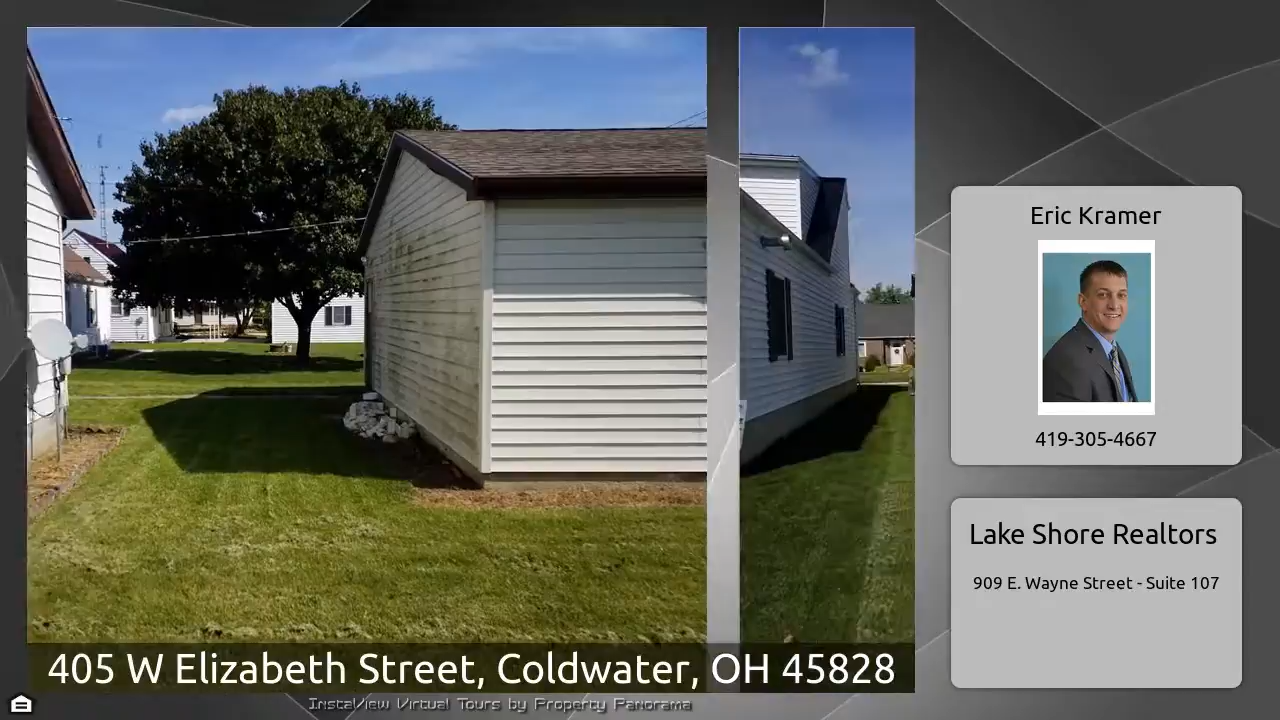 Eric Kramer
419-305-4667
Lake Shore Realtors
909 E. Wayne Street - Suite 107
405 W Elizabeth Street, Coldwater, OH 45828
InstaView Virtual Tours by Property Panorama